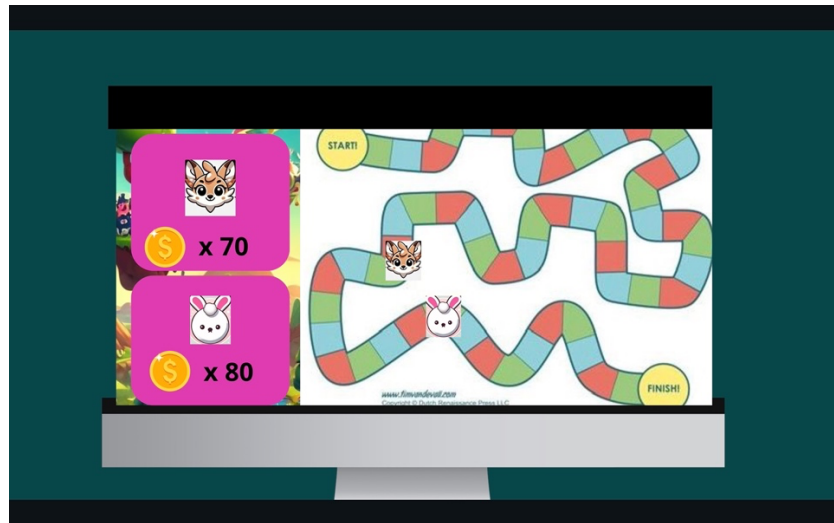 START!
$ x 70
$ x 80
FINISH!
www.timvandevall.com
Copyright © Dutch Renaissance Press LLC